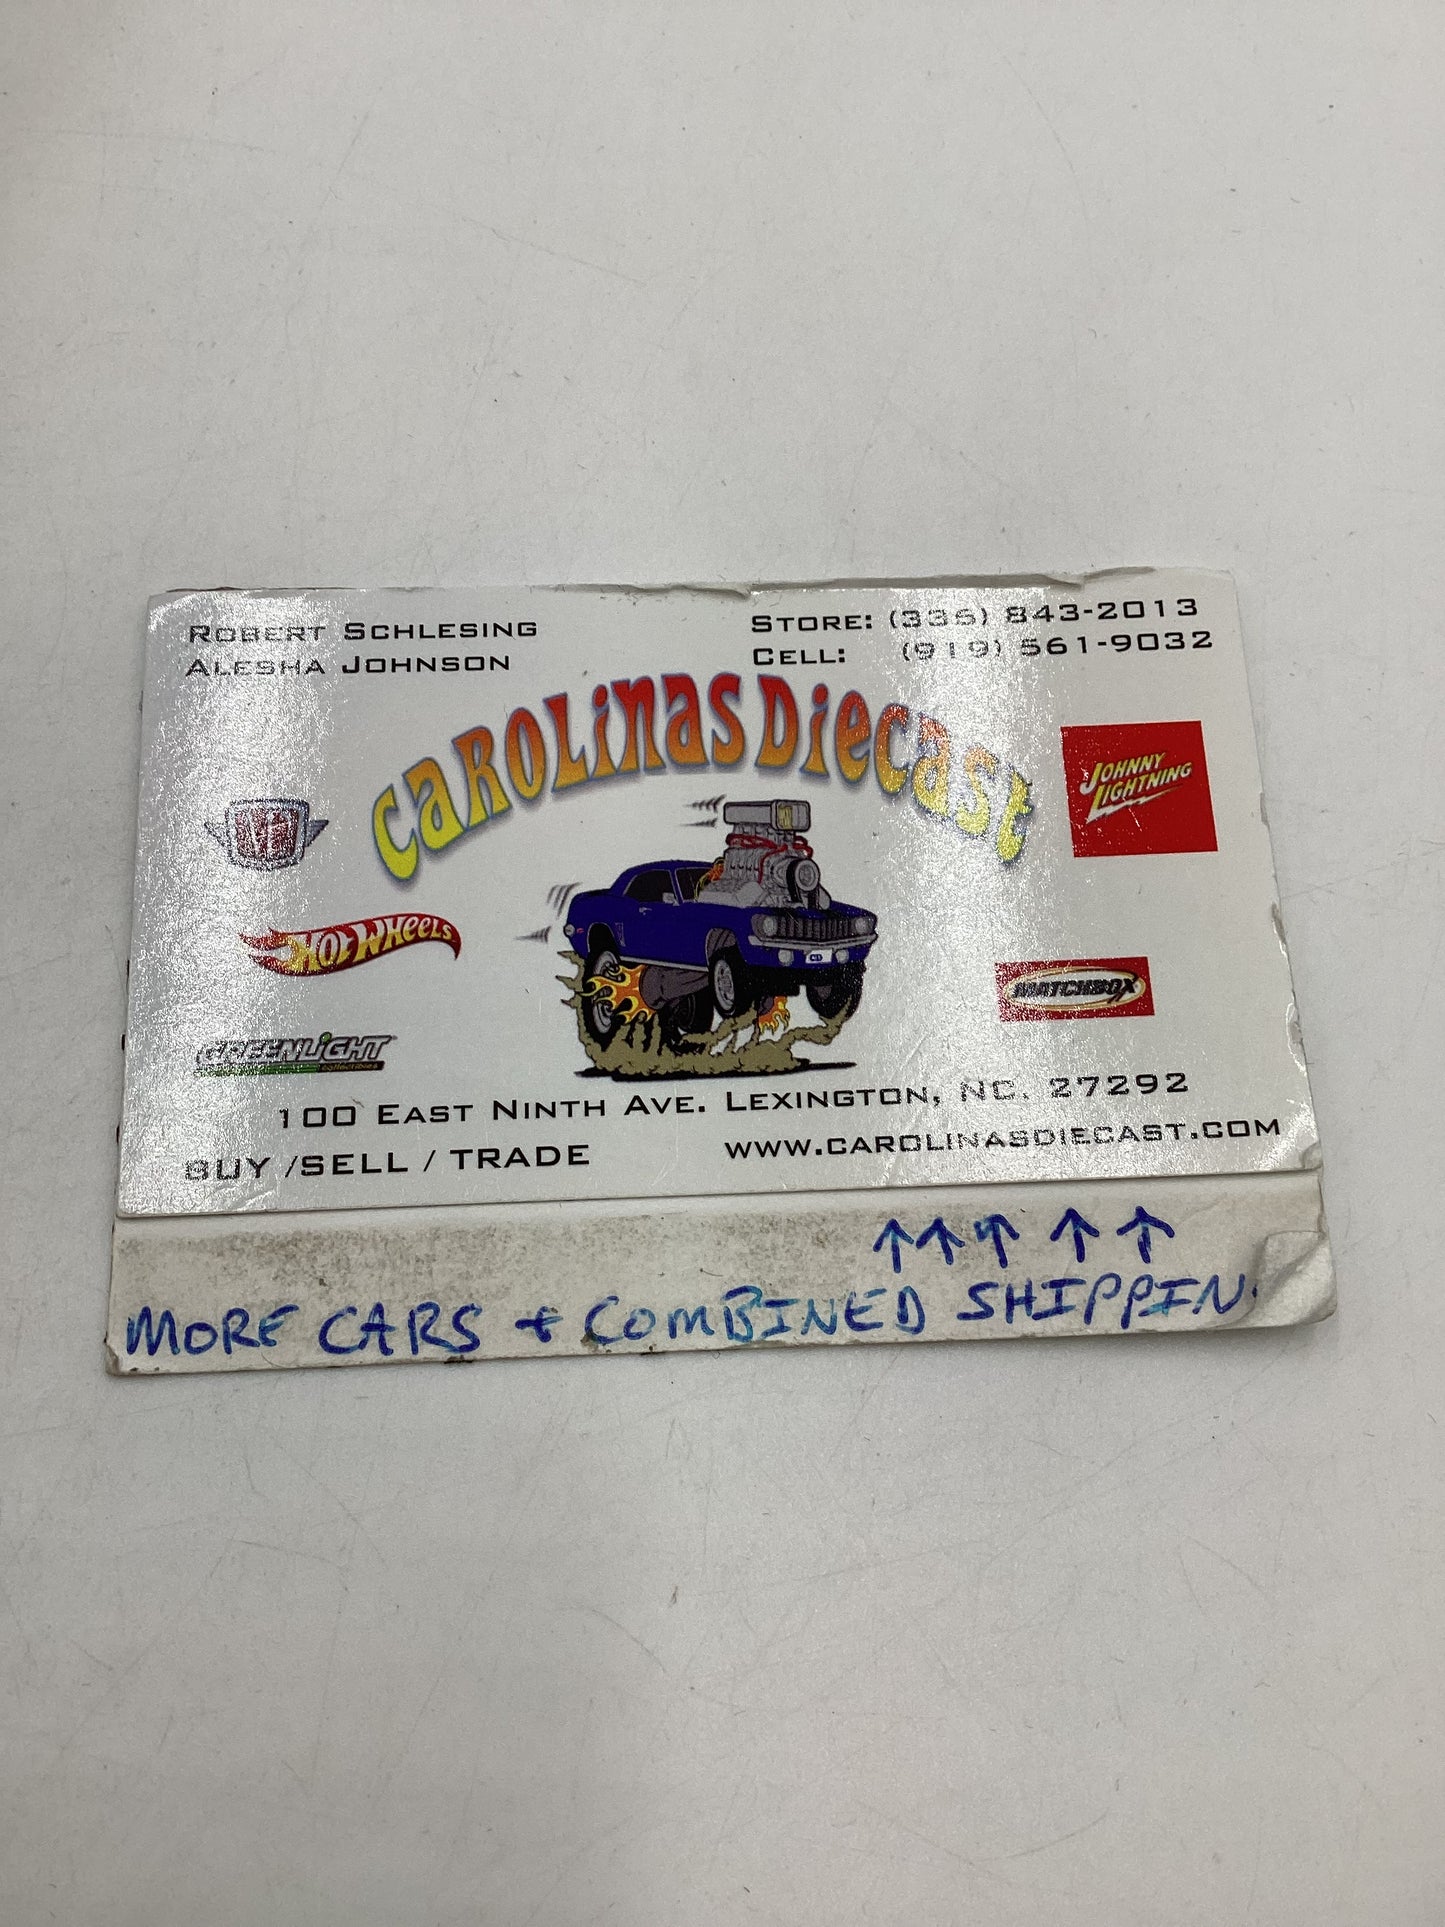 ROBERT SCHLESING
ALESHA JOHNSON
STORE: (336) 843-2013
CELL: (919) 561-9032
CAROLINAS DIECAST
JOHNNY LIGHTNING
HOT WHEELS
MATCHBOX
GREENLIGHT
collectibles
100 EAST NINTH AVE. LEXINGTON, NC. 27292
BUY /SELL / TRADE
WWW.CAROLINASDIECAST.COM
↑ ↑ ↑ ↑ ↑
MORE CARS + COMBINED SHIPPIN